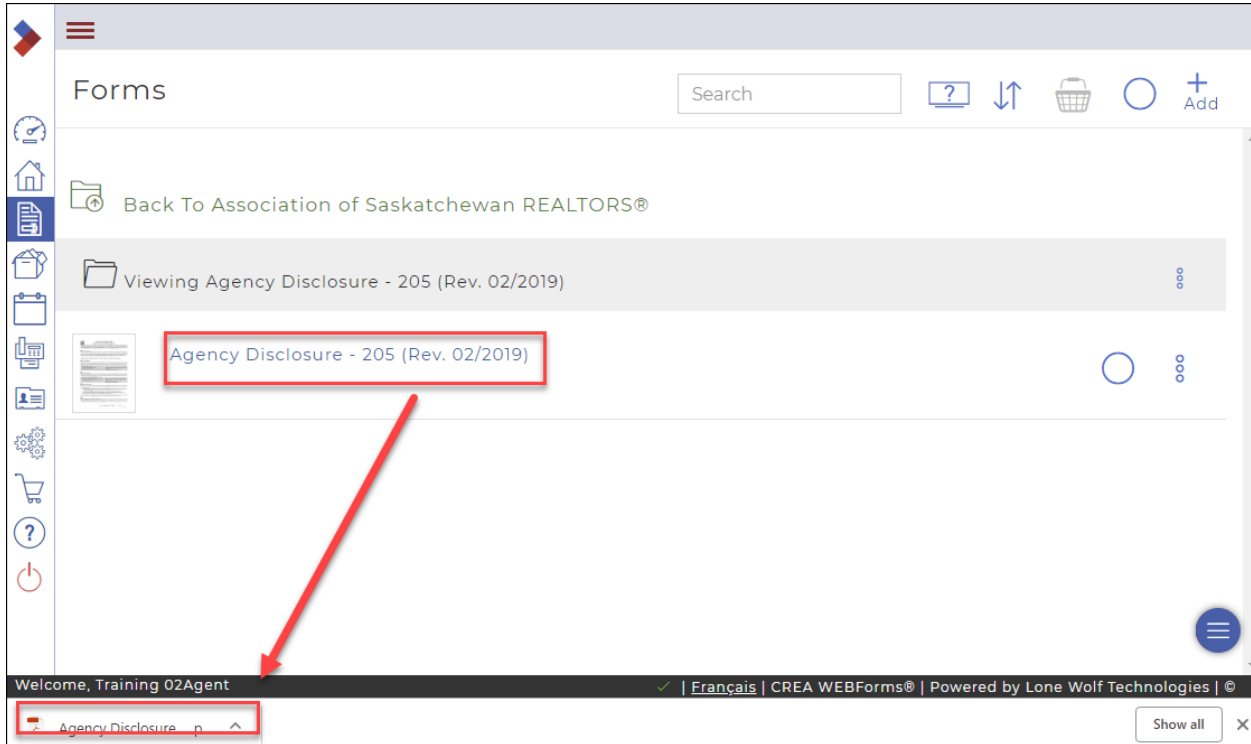 Forms
Search
?
Add
Back To Association of Saskatchewan REALTORS®
Viewing Agency Disclosure - 205 (Rev. 02/2019)
Agency Disclosure - 205 (Rev. 02/2019)
?
Welcome, Training 02Agent
| Français | CREA WEBForms® | Powered by Lone Wolf Technologies | ©
Agency Disclosure ...p...
Show all